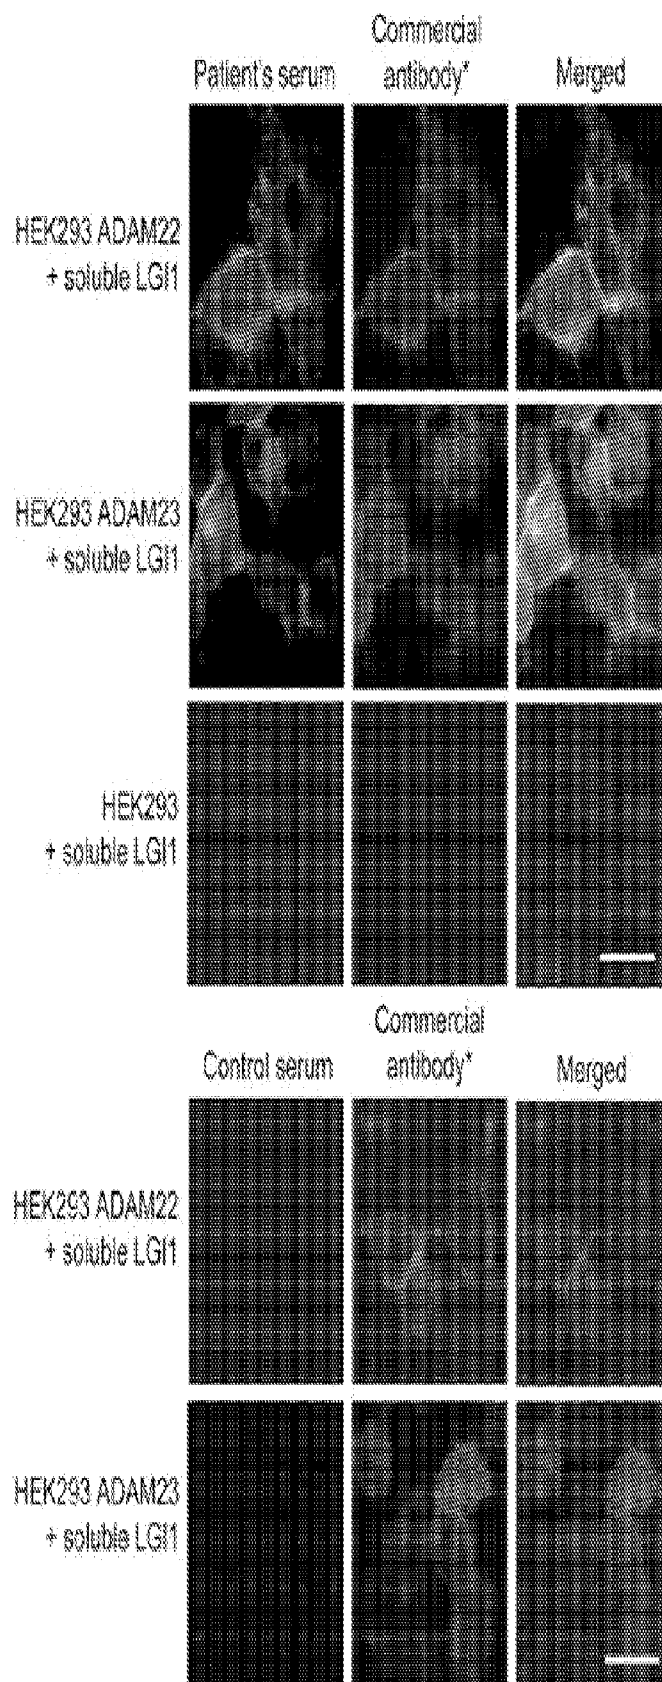 Patient's serum
Commercial
antibody*
Merged
HEK293 ADAM22
+ soluble LGI1
HEK293 ADAM23
+ soluble LGI1
HEK293
+ soluble LGI1
Control serum
Commercial
antibody*
Merged
HEK293 ADAM22
+ soluble LGI1
HEK293 ADAM23
+ soluble LGI1